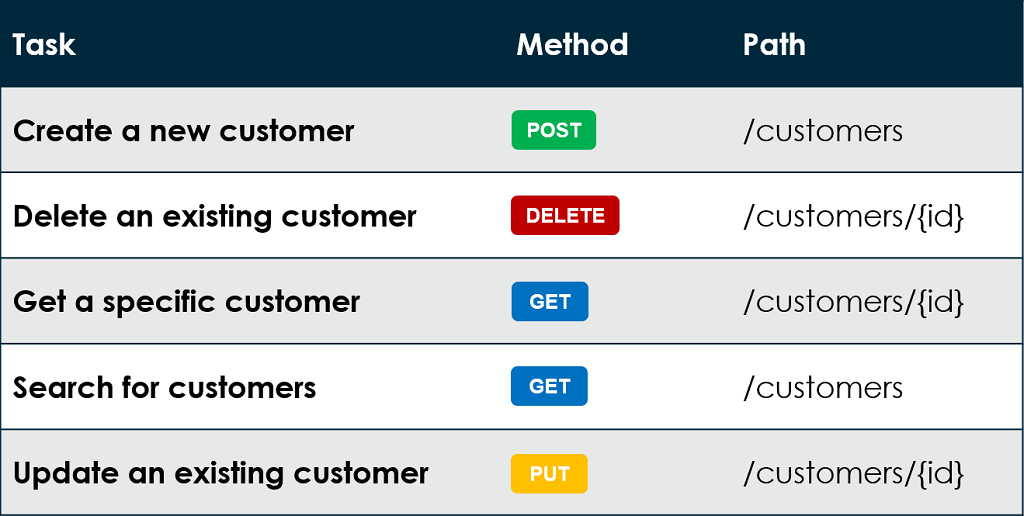 Task Method Path
Create a new customer POST /customers
Delete an existing customer DELETE /customers/{id}
Get a specific customer GET /customers/{id}
Search for customers GET /customers
Update an existing customer PUT /customers/{id}